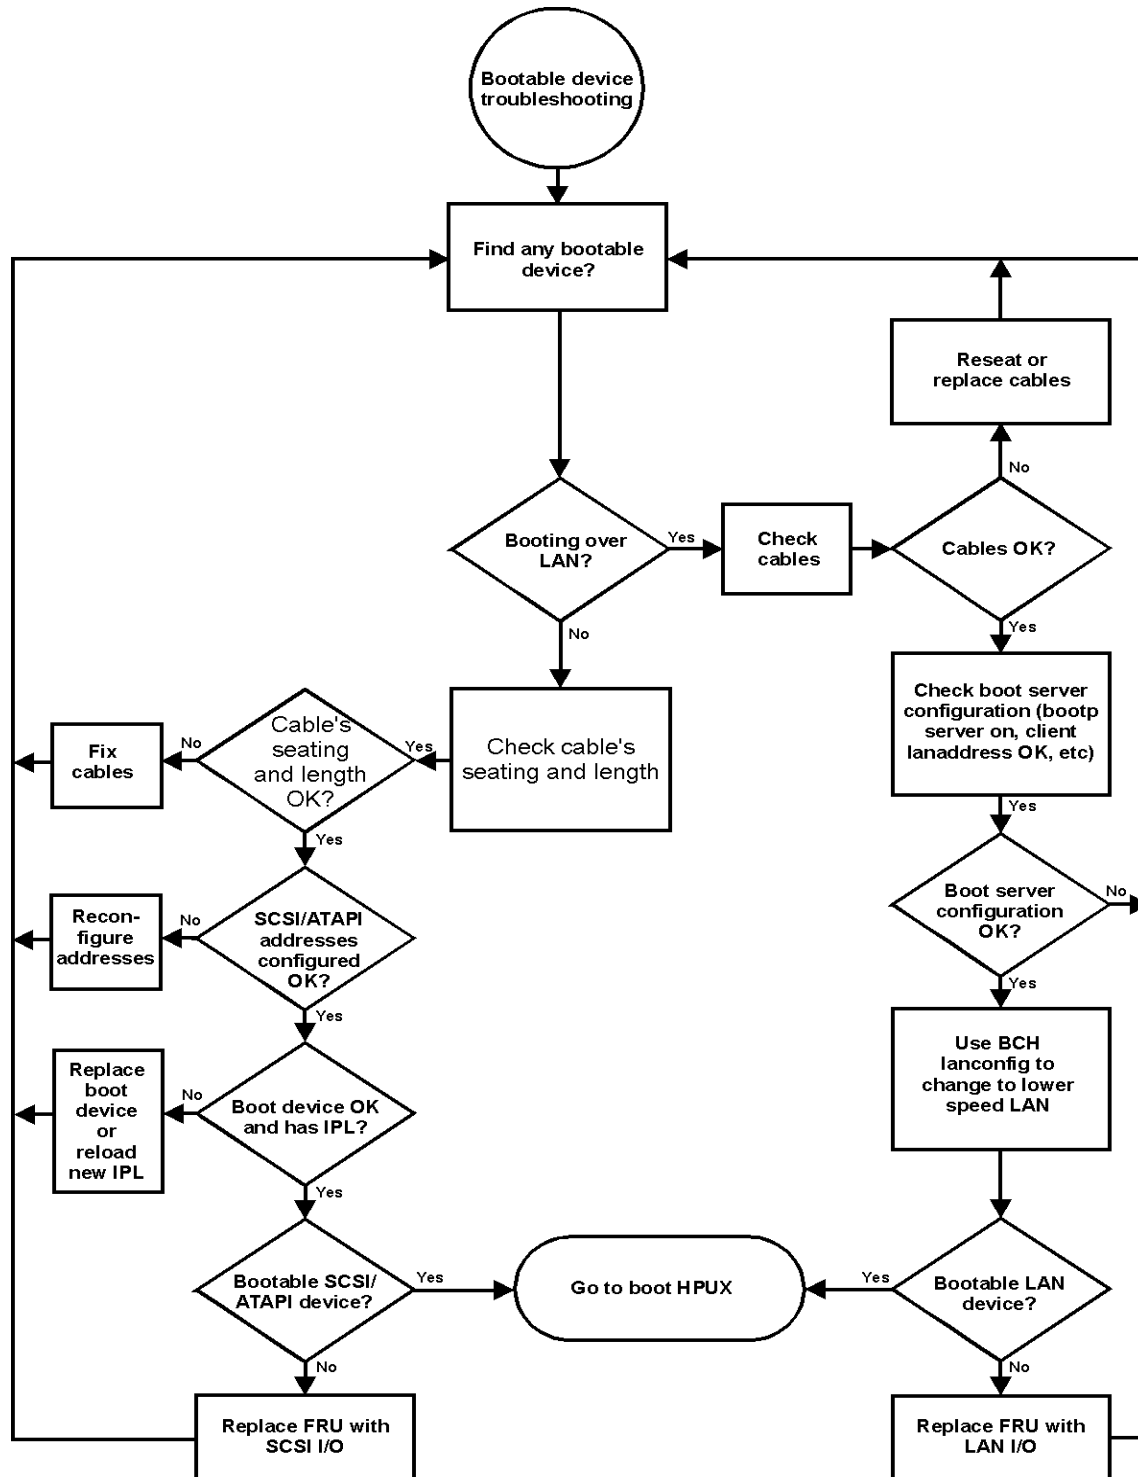 Bootable device
troubleshooting
Find any bootable
device?
Reseat or
replace cables
No
Booting over
LAN?
Yes
Check
cables
Cables OK?
No
Yes
Check cable's
seating and length
Yes
Cable's
seating
and length
OK?
No
Fix
cables
Yes
Check boot server
configuration (bootp
server on, client
lanaddress OK, etc)
Yes
SCSI/ATAPI
addresses
configured
OK?
No
Recon-
figure
addresses
Yes
Boot server
configuration
OK?
No
Yes
Boot device OK
and has IPL?
No
Replace
boot
device
or
reload
new IPL
Yes
Use BCH
lanconfig to
change to lower
speed LAN
Bootable SCSI/
ATAPI device?
Yes
Go to boot HPUX
Yes
Bootable LAN
device?
No
No
Replace FRU with
SCSI I/O
Replace FRU with
LAN I/O